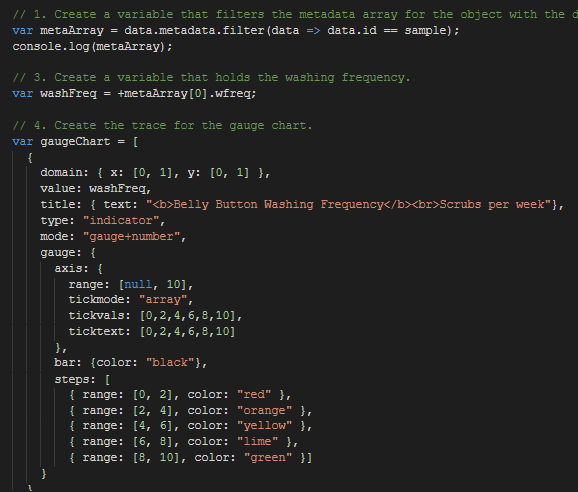 // 1. Create a variable that filters the metadata array for the object with the d
var metaArray = data.metadata.filter(data => data.id == sample);
console.log(metaArray);
// 3. Create a variable that holds the washing frequency.
var washFreq = +metaArray[0].wfreq;
// 4. Create the trace for the gauge chart.
var gaugeChart = [
{
domain: { x: [0, 1], y: [0, 1] },
value: washFreq,
title: { text: "<b>Belly Button Washing Frequency</b><br>Scrubs per week"},
type: "indicator",
mode: "gauge+number",
gauge: {
axis: {
range: [null, 10],
tickmode: "array",
tickvals: [0,2,4,6,8,10],
ticktext: [0,2,4,6,8,10]
},
bar: {color: "black"},
steps: [
{ range: [0, 2], color: "red" },
{ range: [2, 4], color: "orange" },
{ range: [4, 6], color: "yellow" },
{ range: [6, 8], color: "lime" },
{ range: [8, 10], color: "green" }]
}
}